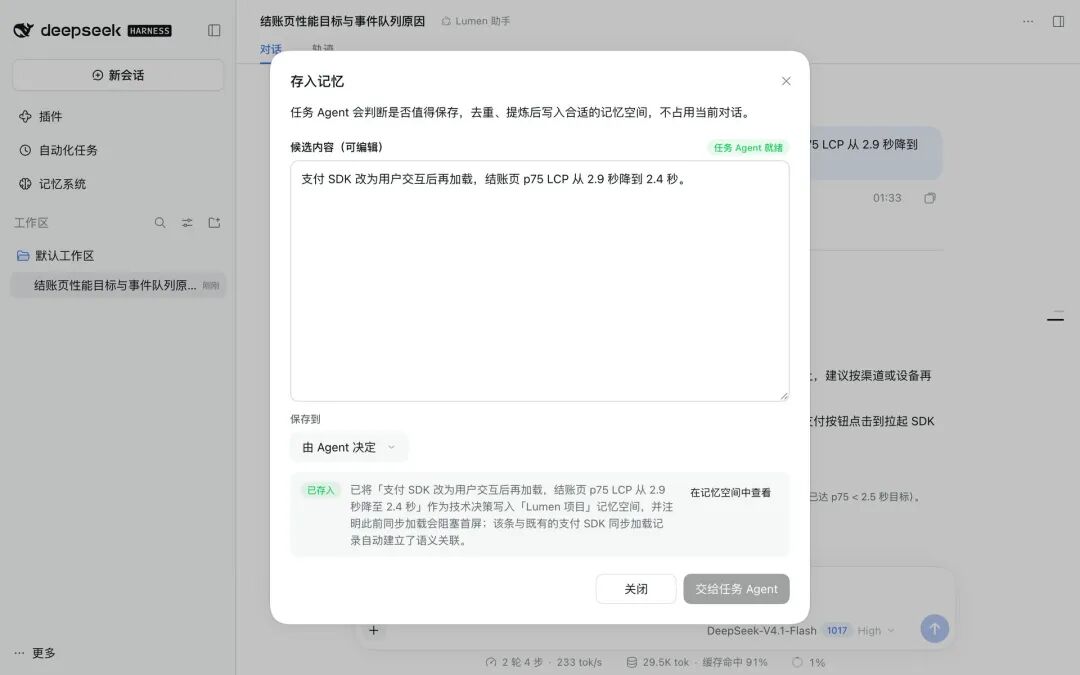 deepseek HARNESS
新会话
插件
自动化任务
记忆系统
工作区
默认工作区
结账页性能目标与事件队列原... 刚刚
更多
结账页性能目标与事件队列原因 Lumen 助手
对话 轨迹
75 LCP 从 2.9 秒降到
01:33
建议按渠道或设备再
付按钮点击到拉起 SDK
已达 p75 < 2.5 秒目标）。
存入记忆
任务 Agent 会判断是否值得保存，去重、提炼后写入合适的记忆空间，不占用当前对话。
候选内容（可编辑） 任务 Agent 就绪
支付 SDK 改为用户交互后再加载，结账页 p75 LCP 从 2.9 秒降到 2.4 秒。
保存到
由 Agent 决定
已存入 已将「支付 SDK 改为用户交互后再加载，结账页 p75 LCP 从 2.9 在记忆空间中查看
秒降至 2.4 秒」作为技术决策写入「Lumen 项目」记忆空间，并注
明此前同步加载会阻塞首屏；该条与既有的支付 SDK 同步加载记
录自动建立了语义关联。
关闭 交给任务 Agent
DeepSeek-V4.1-Flash 1017 High
2 轮 4 步 · 233 tok/s 29.5K tok · 缓存命中 91% 1%